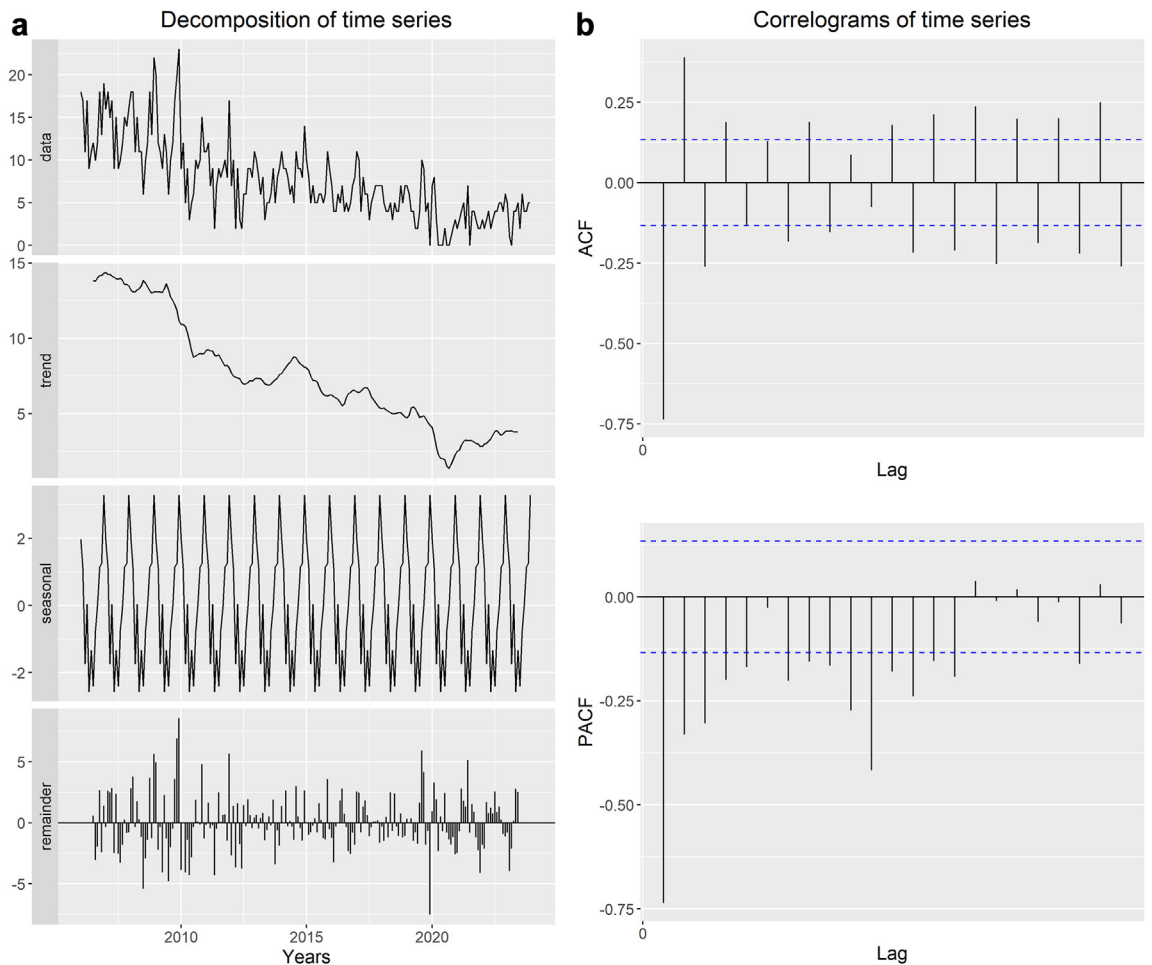 a
Decomposition of time series
data
20
15
10
5
0
trend
15
10
5
seasonal
2
0
-2
remainder
5
0
-5
2010
2015
2020
Years
b
Correlograms of time series
ACF
0.25
0.00
-0.25
-0.50
-0.75
0
Lag
PACF
0.00
-0.25
-0.50
-0.75
0
Lag